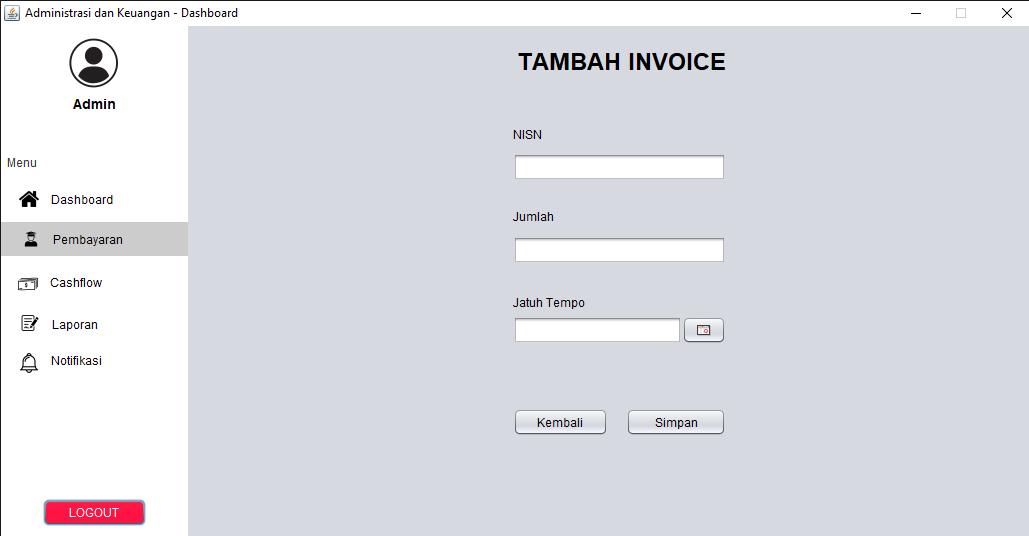 Administrasi dan Keuangan - Dashboard
Admin
Menu
Dashboard
Pembayaran
Cashflow
Laporan
Notifikasi
LOGOUT
TAMBAH INVOICE
NISN
Jumlah
Jatuh Tempo
Kembali
Simpan